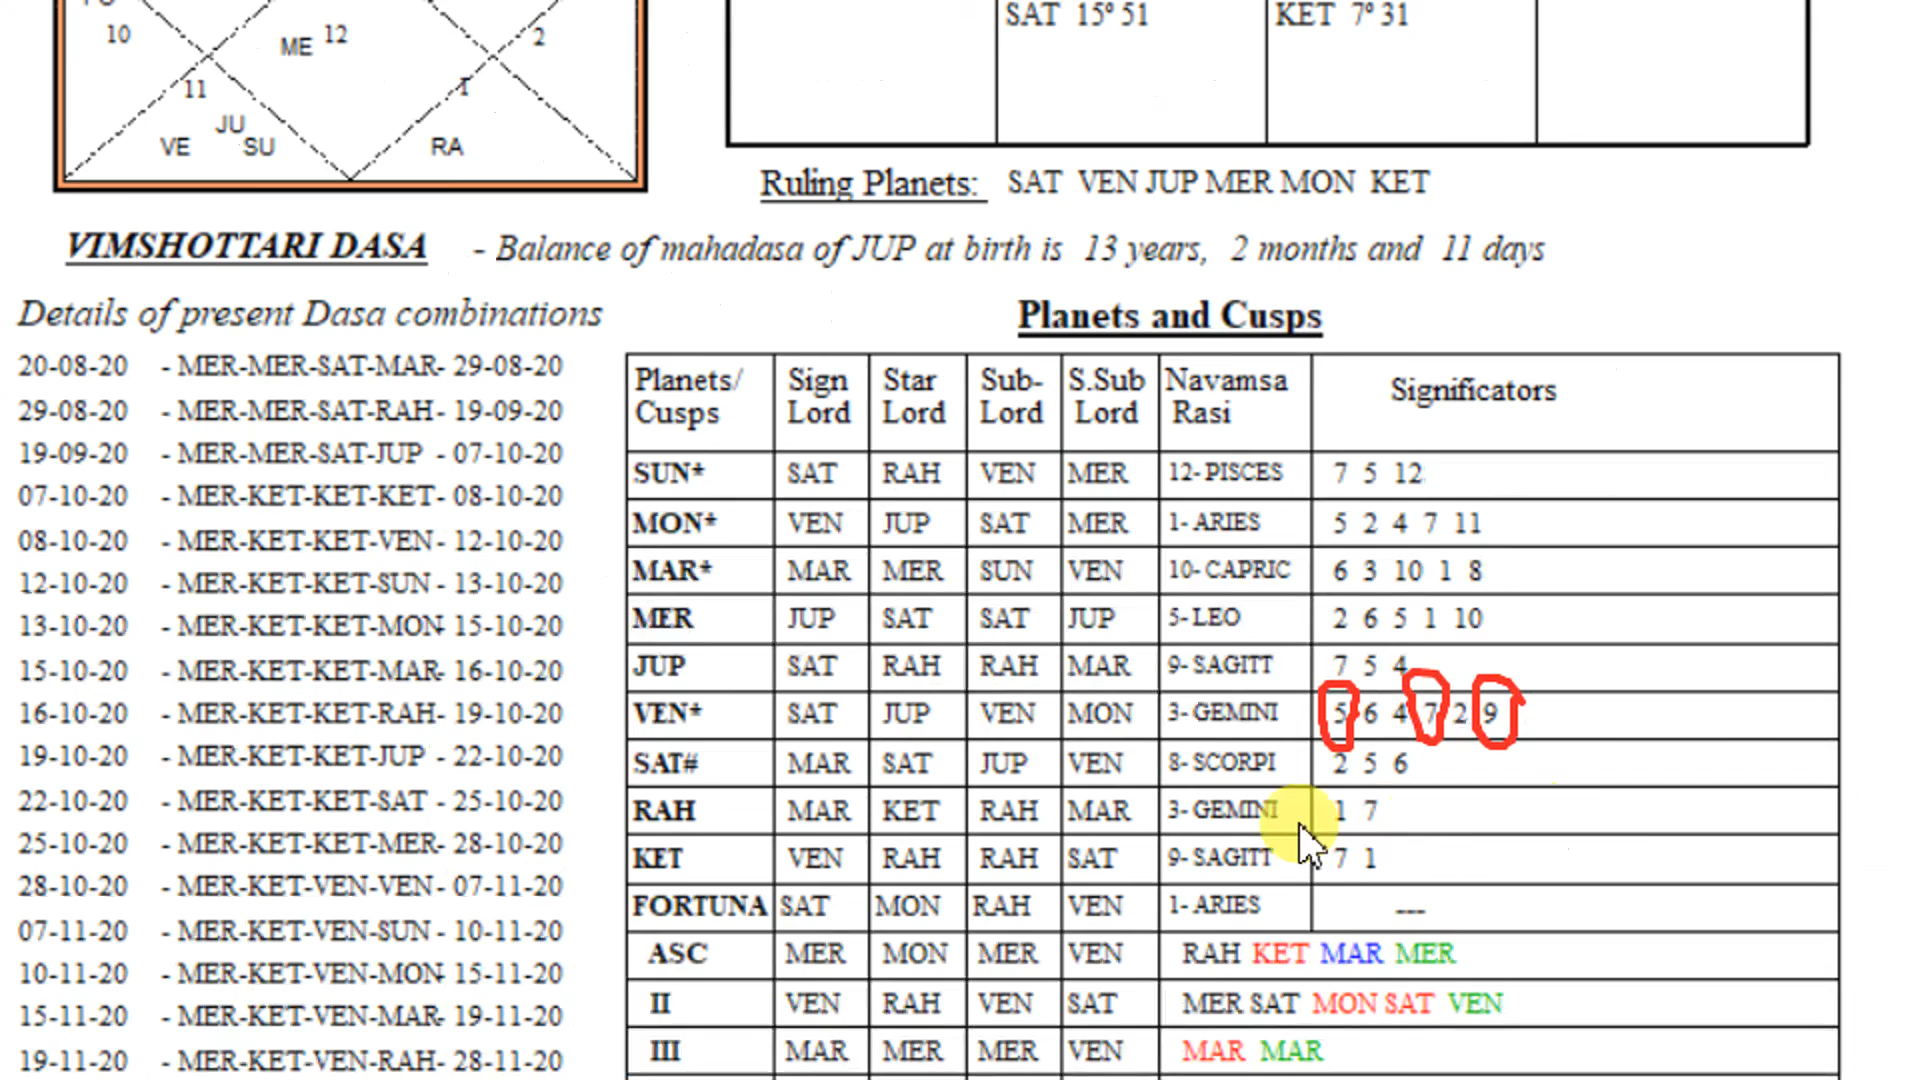 10
ME 12
2
SAT 15º 51
KET 7º 31
11
1
JU
VE SU
RA
Ruling Planets: SAT VEN JUP MER MON KET
VIMSHOTTARI DASA - Balance of mahadasa of JUP at birth is 13 years, 2 months and 11 days
Details of present Dasa combinations
20-08-20 - MER-MER-SAT-MAR- 29-08-20
29-08-20 - MER-MER-SAT-RAH- 19-09-20
19-09-20 - MER-MER-SAT-JUP - 07-10-20
07-10-20 - MER-KET-KET-KET- 08-10-20
08-10-20 - MER-KET-KET-VEN- 12-10-20
12-10-20 - MER-KET-KET-SUN - 13-10-20
13-10-20 - MER-KET-KET-MON- 15-10-20
15-10-20 - MER-KET-KET-MAR- 16-10-20
16-10-20 - MER-KET-KET-RAH- 19-10-20
19-10-20 - MER-KET-KET-JUP - 22-10-20
22-10-20 - MER-KET-KET-SAT - 25-10-20
25-10-20 - MER-KET-KET-MER- 28-10-20
28-10-20 - MER-KET-VEN-VEN- 07-11-20
07-11-20 - MER-KET-VEN-SUN - 10-11-20
10-11-20 - MER-KET-VEN-MON- 15-11-20
15-11-20 - MER-KET-VEN-MAR- 19-11-20
19-11-20 - MER-KET-VEN-RAH- 28-11-20
Planets and Cusps
Planets/ Cusps Sign Lord Star Lord Sub- Lord S.Sub Lord Navamsa Rasi Significators
SUN* SAT RAH VEN MER 12- PISCES 7 5 12
MON* VEN JUP SAT MER 1- ARIES 5 2 4 7 11
MAR* MAR MER SUN VEN 10- CAPRIC 6 3 10 1 8
MER JUP SAT SAT JUP 5- LEO 2 6 5 1 10
JUP SAT RAH RAH MAR 9- SAGITT 7 5 4
VEN* SAT JUP VEN MON 3- GEMINI 5 6 4 7 2 9
SAT# MAR SAT JUP VEN 8- SCORPI 2 5 6
RAH MAR KET RAH MAR 3- GEMINI 1 7
KET VEN RAH RAH SAT 9- SAGITT 7 1
FORTUNA SAT MON RAH VEN 1- ARIES ---
ASC MER MON MER VEN RAH KET MAR MER
II VEN RAH VEN SAT MER SAT MON SAT VEN
III MAR MER MER VEN MAR MAR